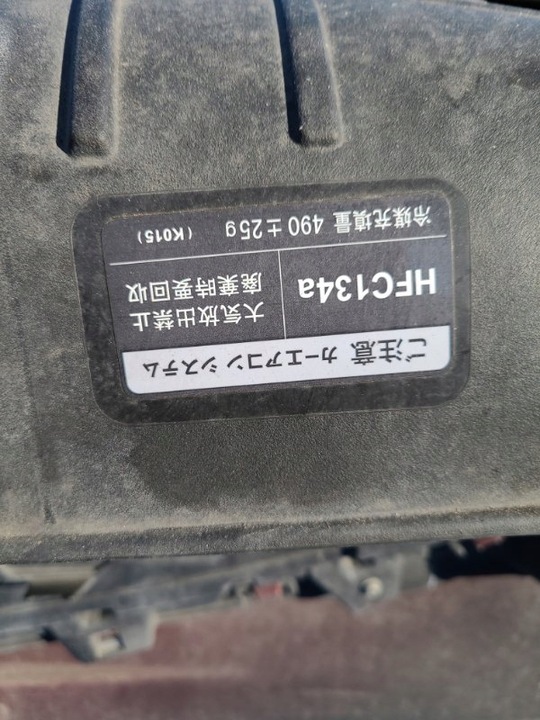 ご注意 カーエアコンシステム
HFC134a
大気放出禁止
廃棄時要回収
冷媒充填量 490±25g (K015)